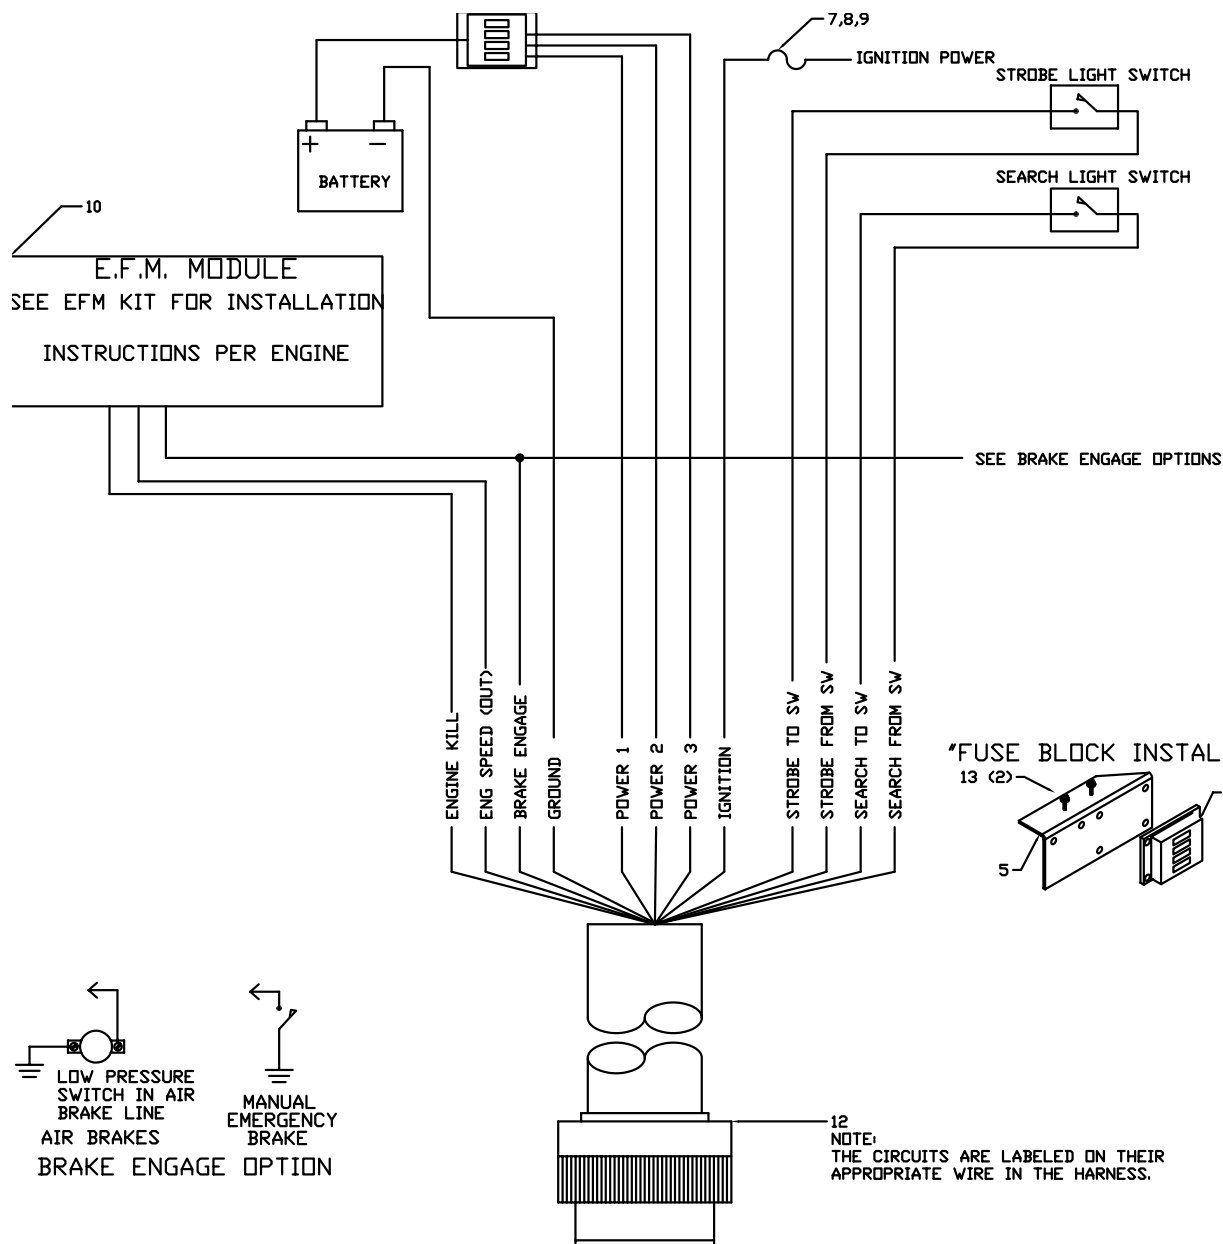 7,8,9
IGNITION POWER
STROBE LIGHT SWITCH
+ −
BATTERY
SEARCH LIGHT SWITCH
10
E.F.M. MODULE
SEE EFM KIT FOR INSTALLATION
INSTRUCTIONS PER ENGINE
SEE BRAKE ENGAGE OPTIONS
ENGINE KILL
ENG SPEED (OUT)
BRAKE ENGAGE
GROUND
POWER 1
POWER 2
POWER 3
IGNITION
STROBE TO SW
STROBE FROM SW
SEARCH TO SW
SEARCH FROM SW
"FUSE BLOCK INSTAL
13 (2)
5
LOW PRESSURE
SWITCH IN AIR
BRAKE LINE
AIR BRAKES
MANUAL
EMERGENCY
BRAKE
BRAKE ENGAGE OPTION
12
NOTE:
THE CIRCUITS ARE LABELED ON THEIR
APPROPRIATE WIRE IN THE HARNESS.